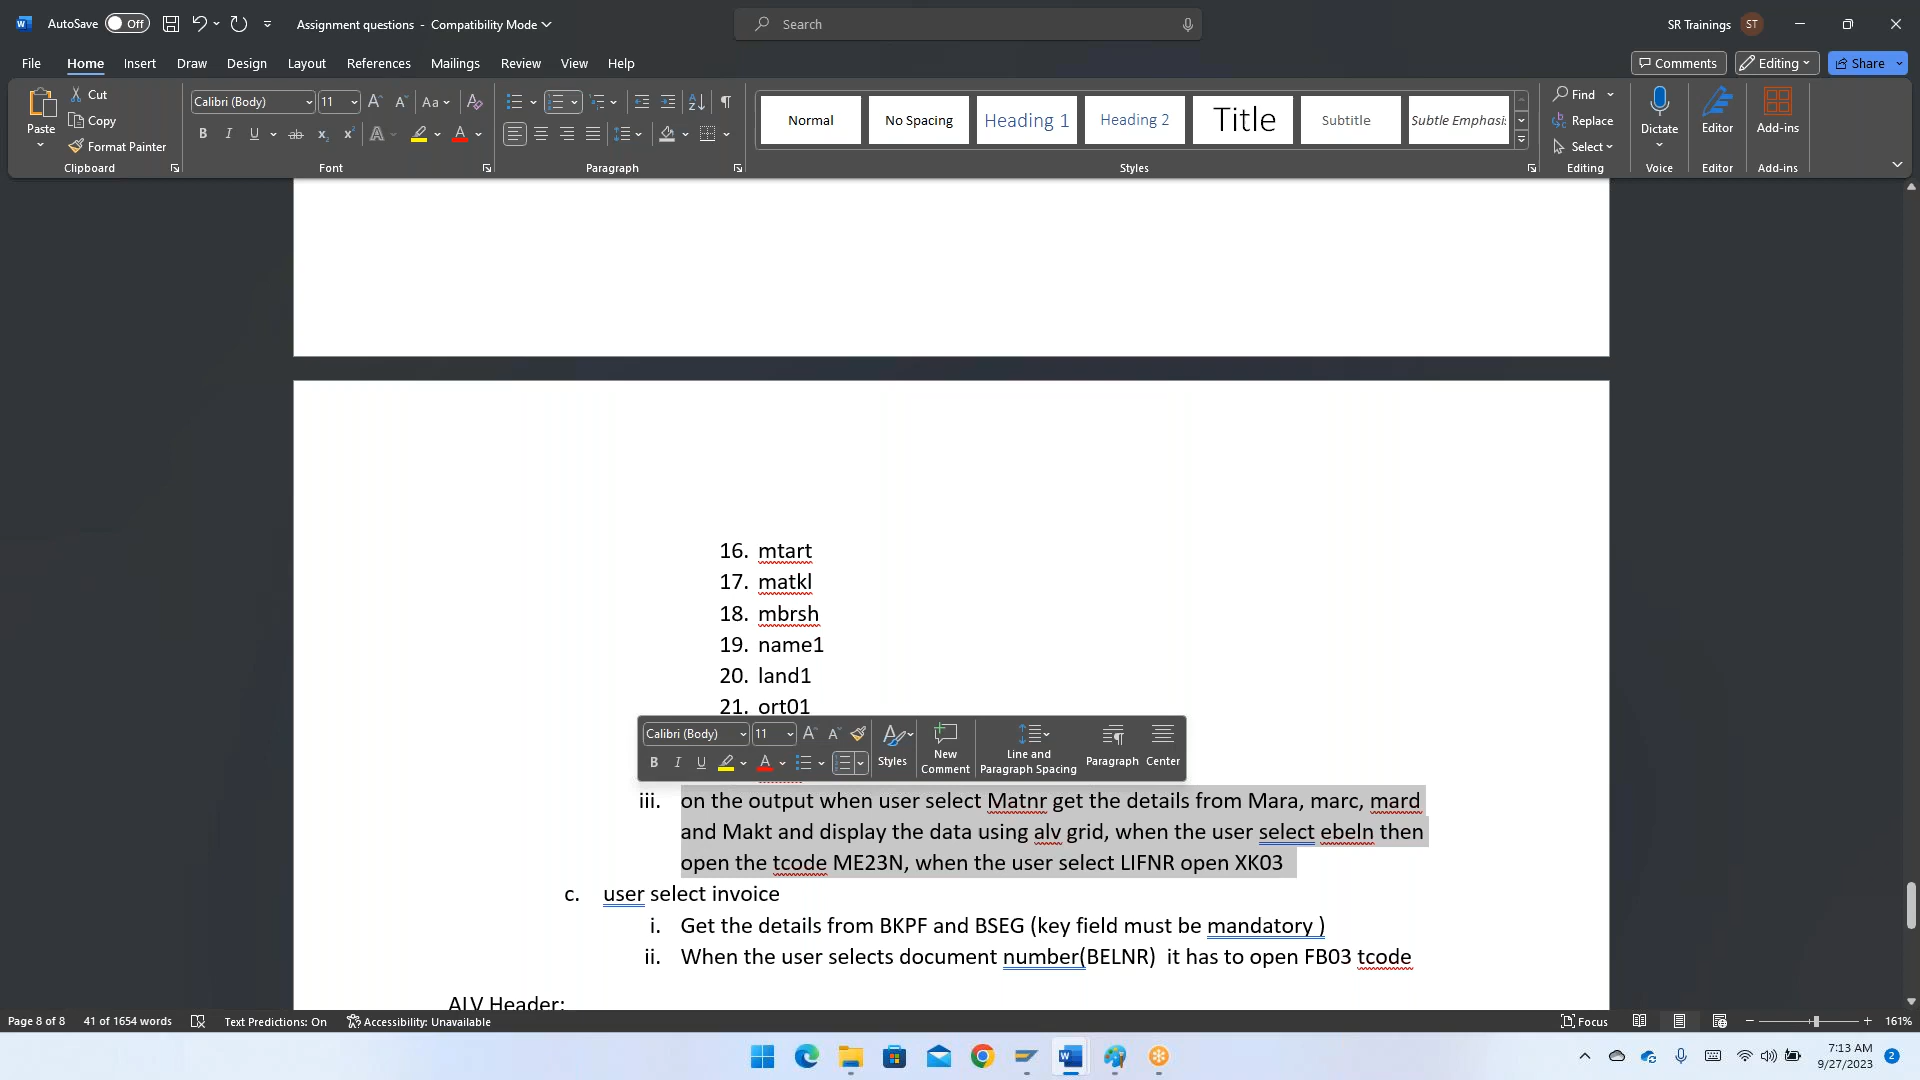 AutoSave Off Assignment questions - Compatibility Mode Search SR Trainings ST
File Home Insert Draw Design Layout References Mailings Review View Help Comments Editing Share
Paste Cut Copy Format Painter Clipboard
Calibri (Body) 11 Aa Font
Paragraph
Normal No Spacing Heading 1 Heading 2 Title Subtitle Subtle Emphasi: Styles
Find Replace Select Editing
Dictate Voice
Editor Editor
Add-ins Add-ins
16. mtart
17. matkl
18. mbrsh
19. name1
20. land1
21. ort01
Calibri (Body) 11 Styles New Comment Line and Paragraph Spacing Paragraph Center
iii. on the output when user select Matnr get the details from Mara, marc, mard
and Makt and display the data using alv grid, when the user select ebeln then
open the tcode ME23N, when the user select LIFNR open XK03
c. user select invoice
i. Get the details from BKPF and BSEG (key field must be mandatory )
ii. When the user selects document number(BELNR) it has to open FB03 tcode
ALV Header:
Page 8 of 8 41 of 1654 words Text Predictions: On Accessibility: Unavailable Focus 161%
7:13 AM
9/27/2023
2